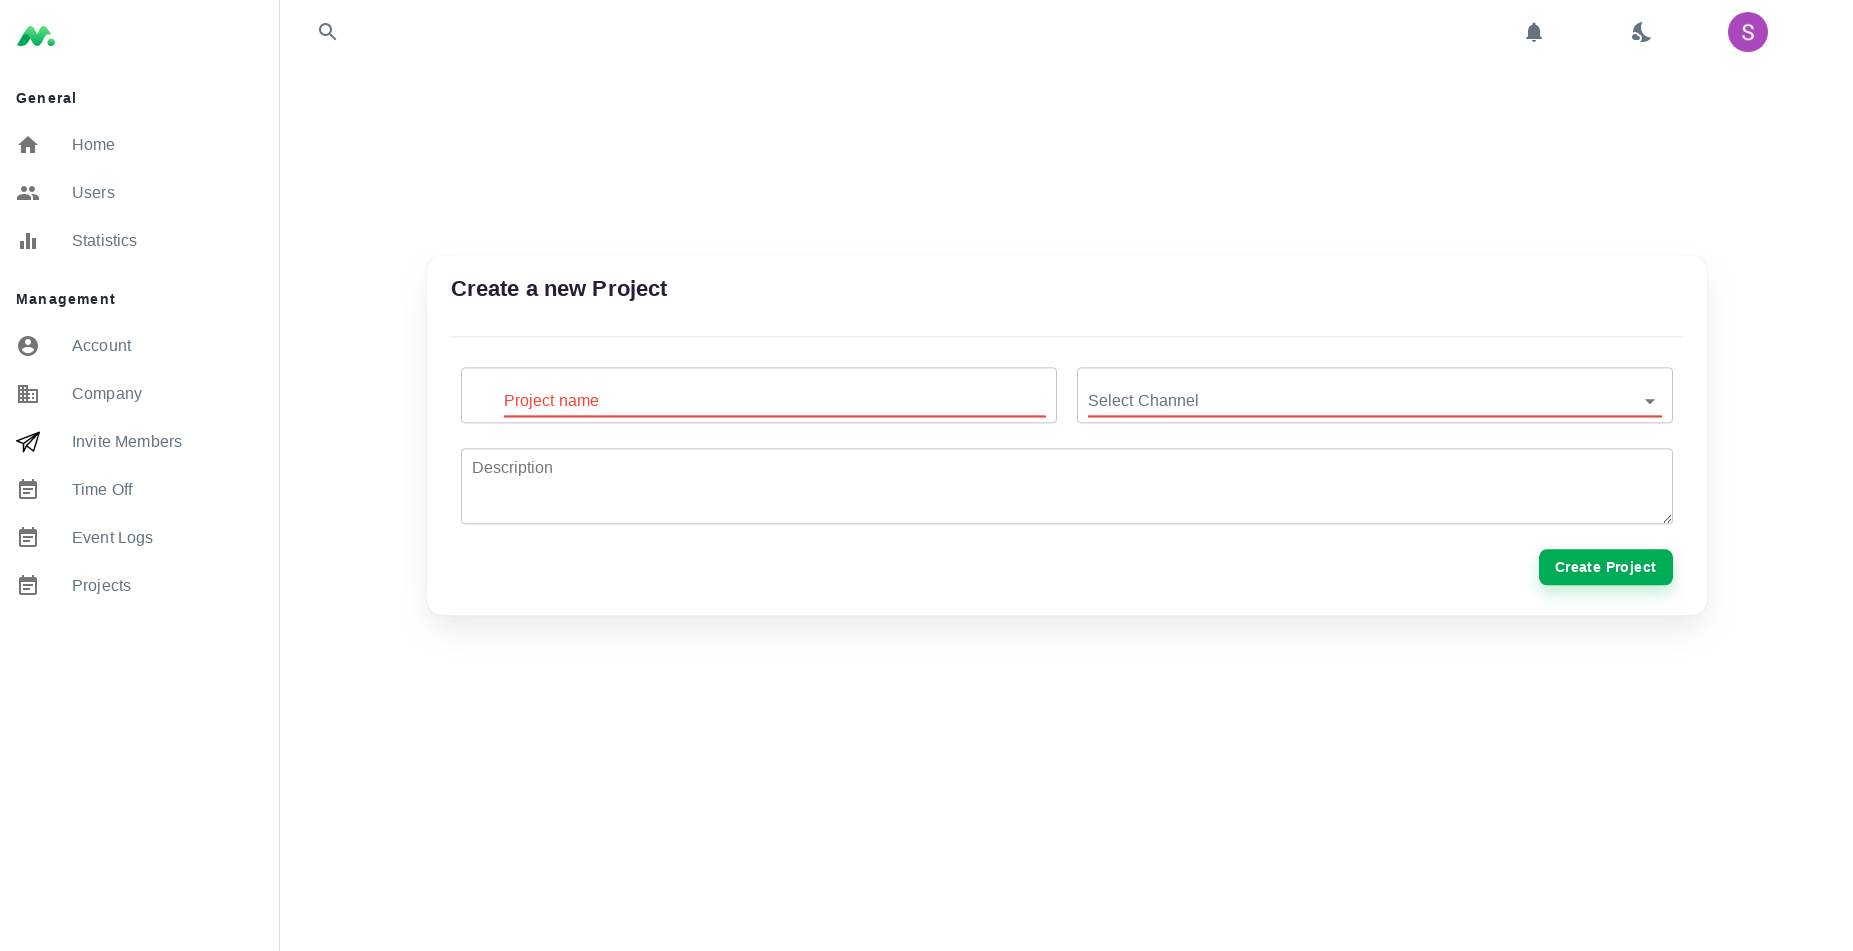 S
General
Home
Users
Statistics
Management
Account
Company
Invite Members
Time Off
Event Logs
Projects
Create a new Project
Project name
Select Channel
Description
Create Project